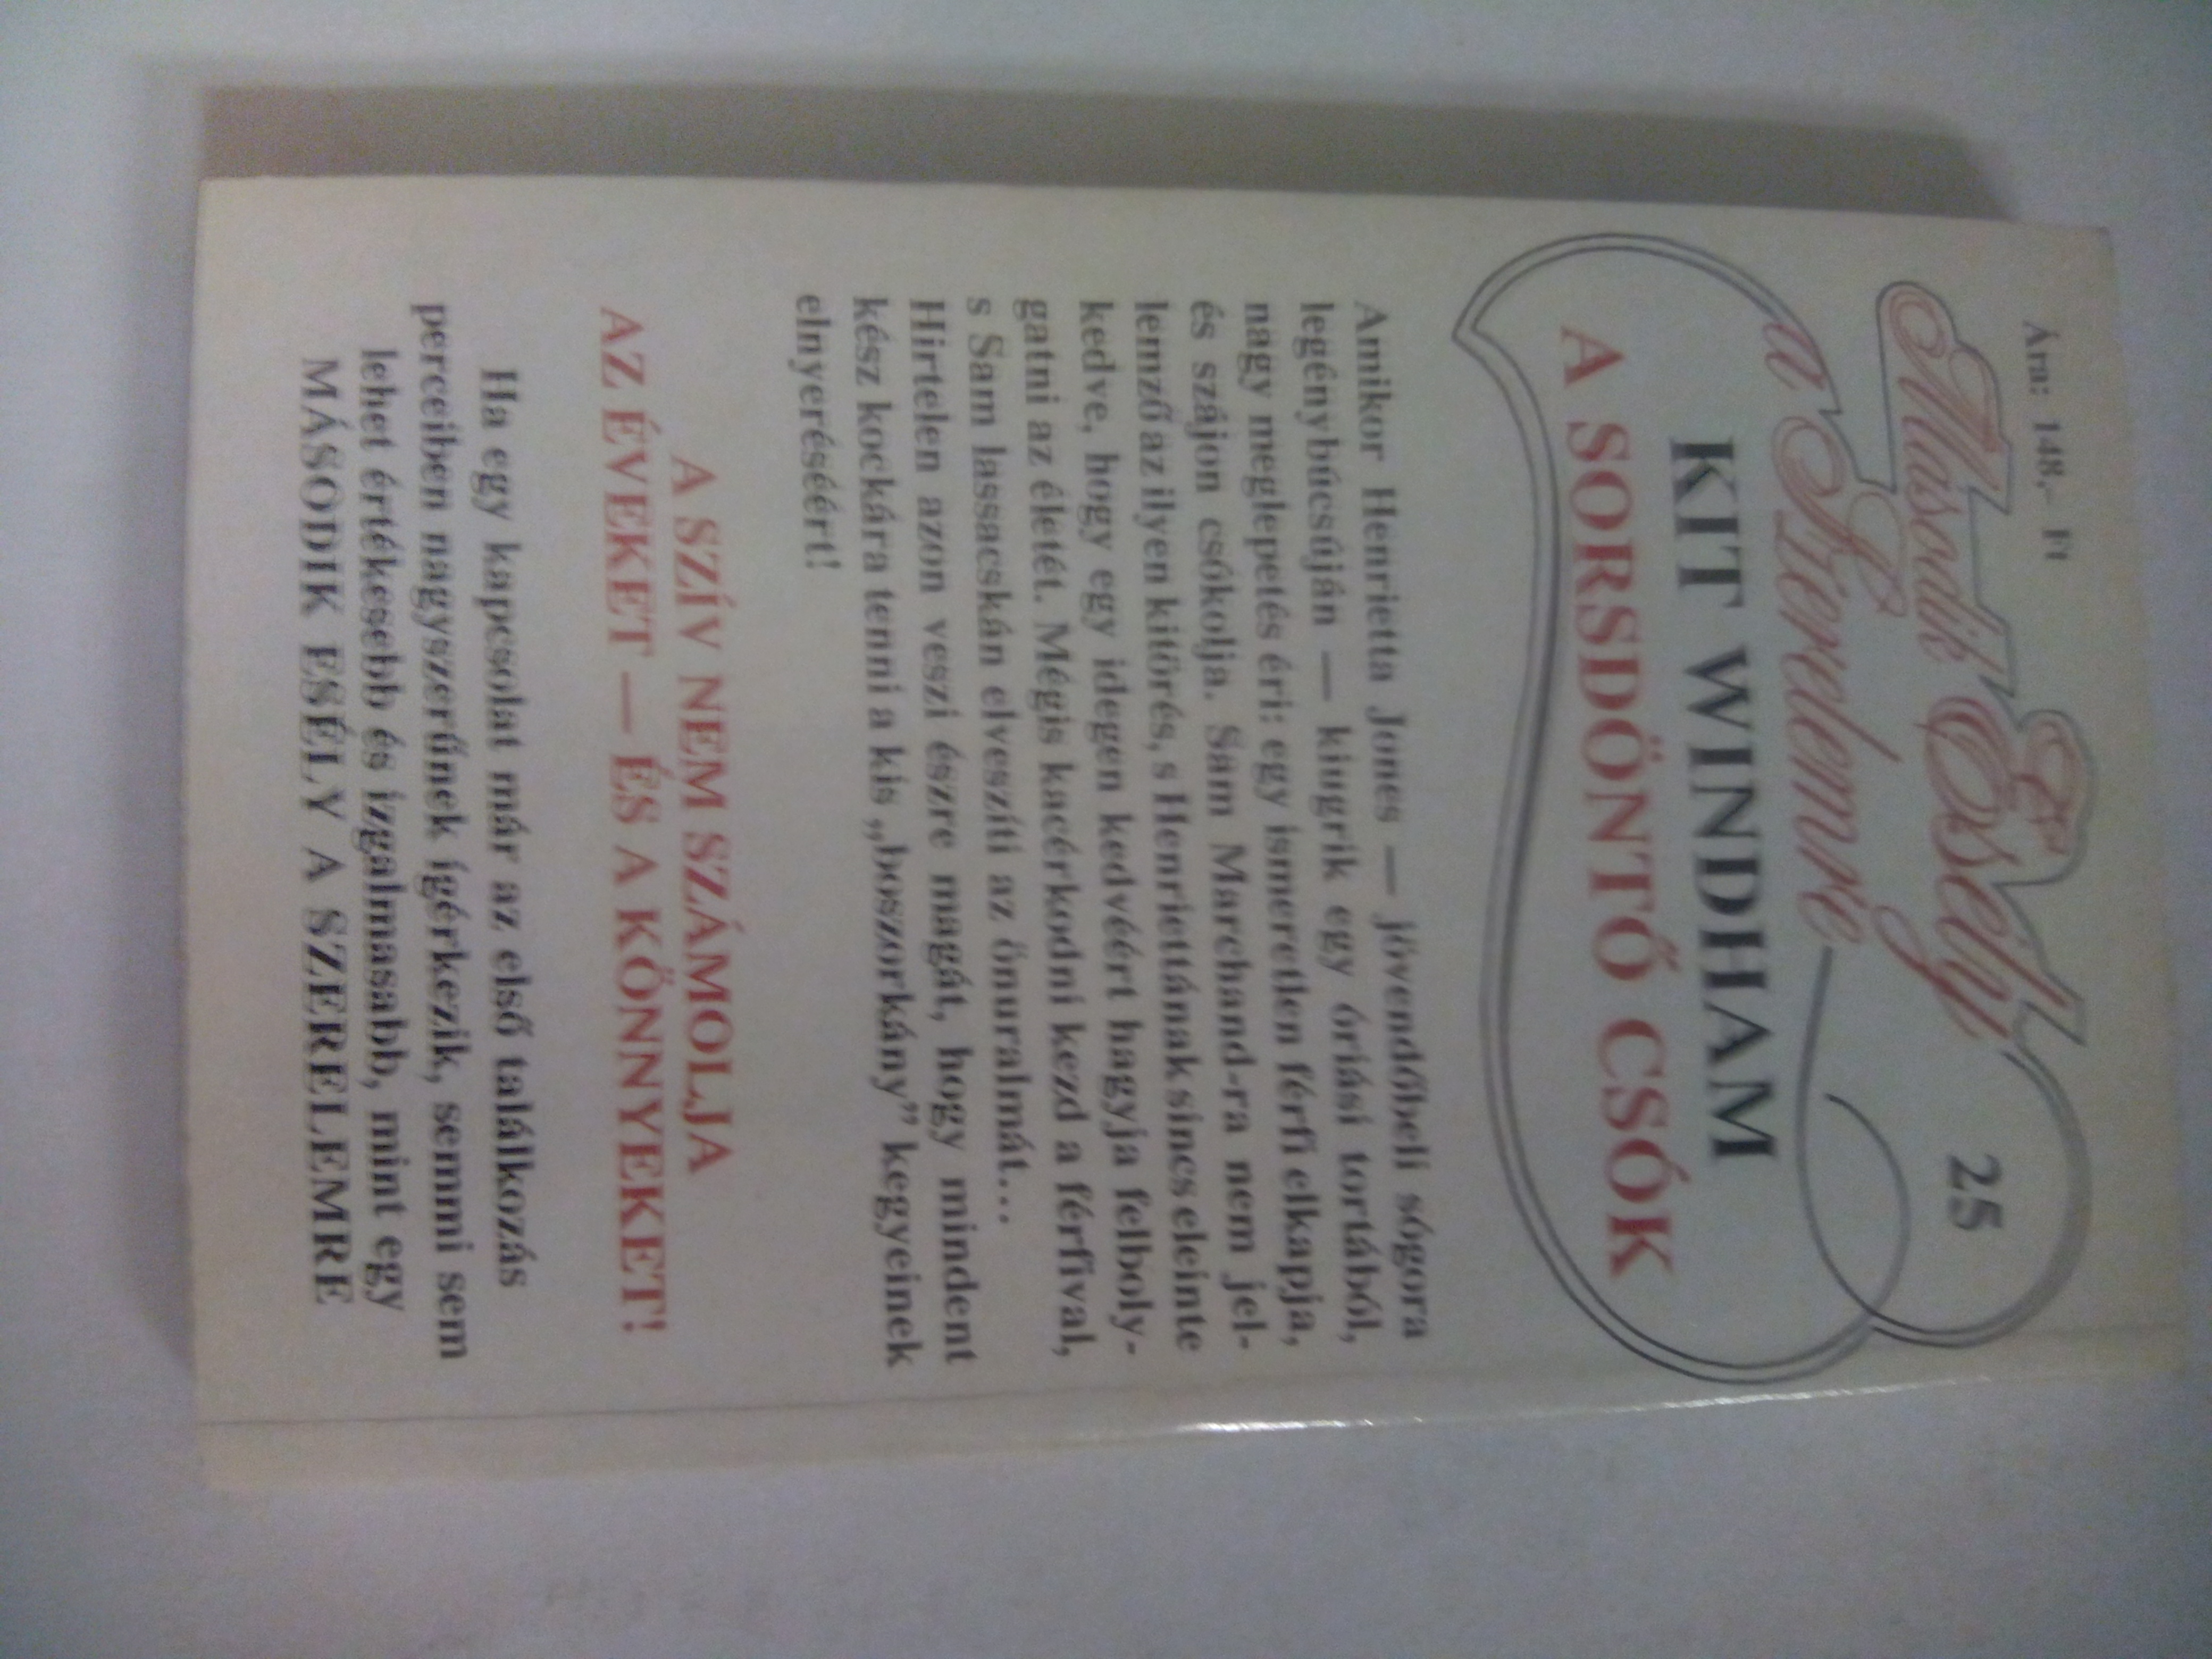 Ára: 148,- Ft
Második Esély
a Szerelemre
25
KIT WINDHAM
A SORSDÖNTŐ CSÓK
Amikor Henrietta Jones — jövendőbeli sógora
legénybúcsúján — kiugrik egy óriási tortából,
nagy meglepetés éri: egy ismeretlen férfi elkapja,
és szájon csókolja. Sam Marchand-ra nem jel-
lemző az ilyen kitörés, s Henriettának sincs eleinte
kedve, hogy egy idegen kedvéért hagyja felboly-
gatni az életét. Mégis kacérkodni kezd a férfival,
s Sam lassacskán elveszíti az önuralmát...
Hirtelen azon veszi észre magát, hogy mindent
kész kockára tenni a kis „boszorkány” kegyeinek
elnyeréséért!
A SZÍV NEM SZÁMOLJA
AZ ÉVEKET — ÉS A KÖNNYEKET!
Ha egy kapcsolat már az első találkozás
perceiben nagyszerűnek ígérkezik, semmi sem
lehet értékesebb és izgalmasabb, mint egy
MÁSODIK ESÉLY A SZERELEMRE